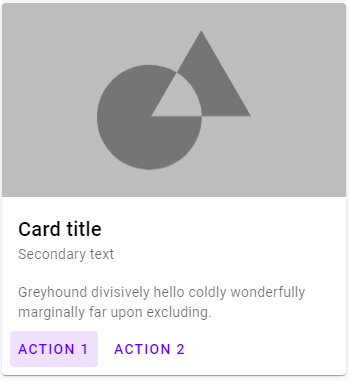 Card title
Secondary text
Greyhound divisively hello coldly wonderfully
marginally far upon excluding.
ACTION 1 ACTION 2